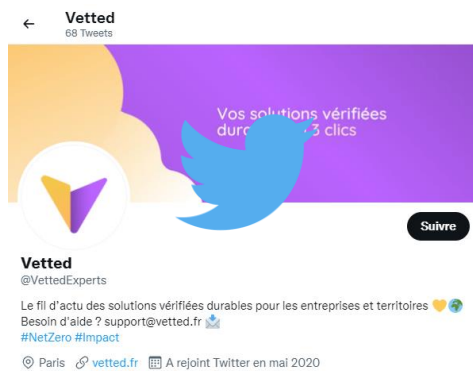 Vetted
68 Tweets
Vos solutions vérifiées
3 clics
Suivre
Vetted
@VettedExperts
Le fil d'actu des solutions vérifiées durables pour les entreprises et territoires 💛🌍
Besoin d'aide ? support@vetted.fr 📩
#NetZero #Impact
Paris vetted.fr A rejoint Twitter en mai 2020